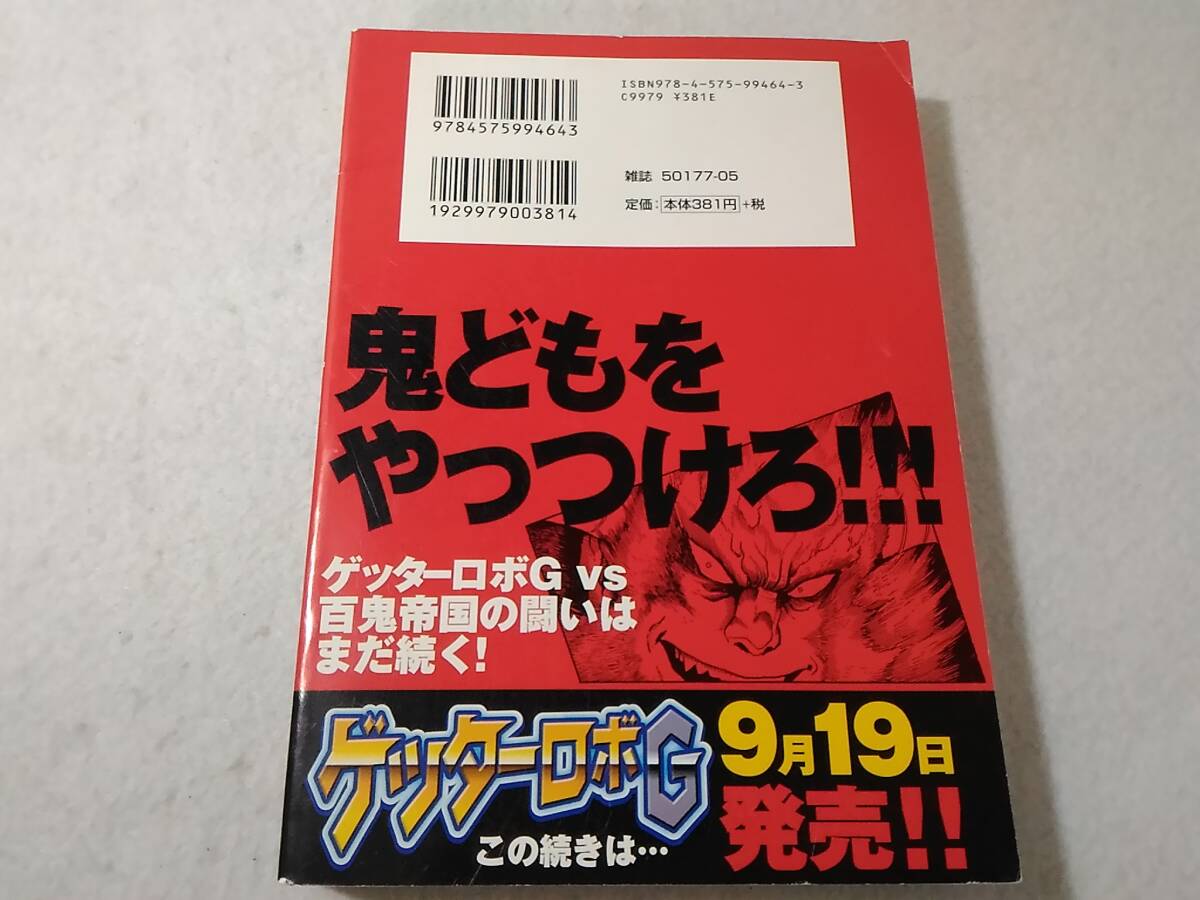 ISBN978-4-575-99464-3
C9979 ¥381E
9784575994643
雑誌 50177-05
1929979003814
定価：本体381円+税
鬼どもを
やっつけろ!!!
ゲッターロボG vs
百鬼帝国の闘いは
まだ続く!
ゲッターロボG
この続きは…
9月19日
発売!!